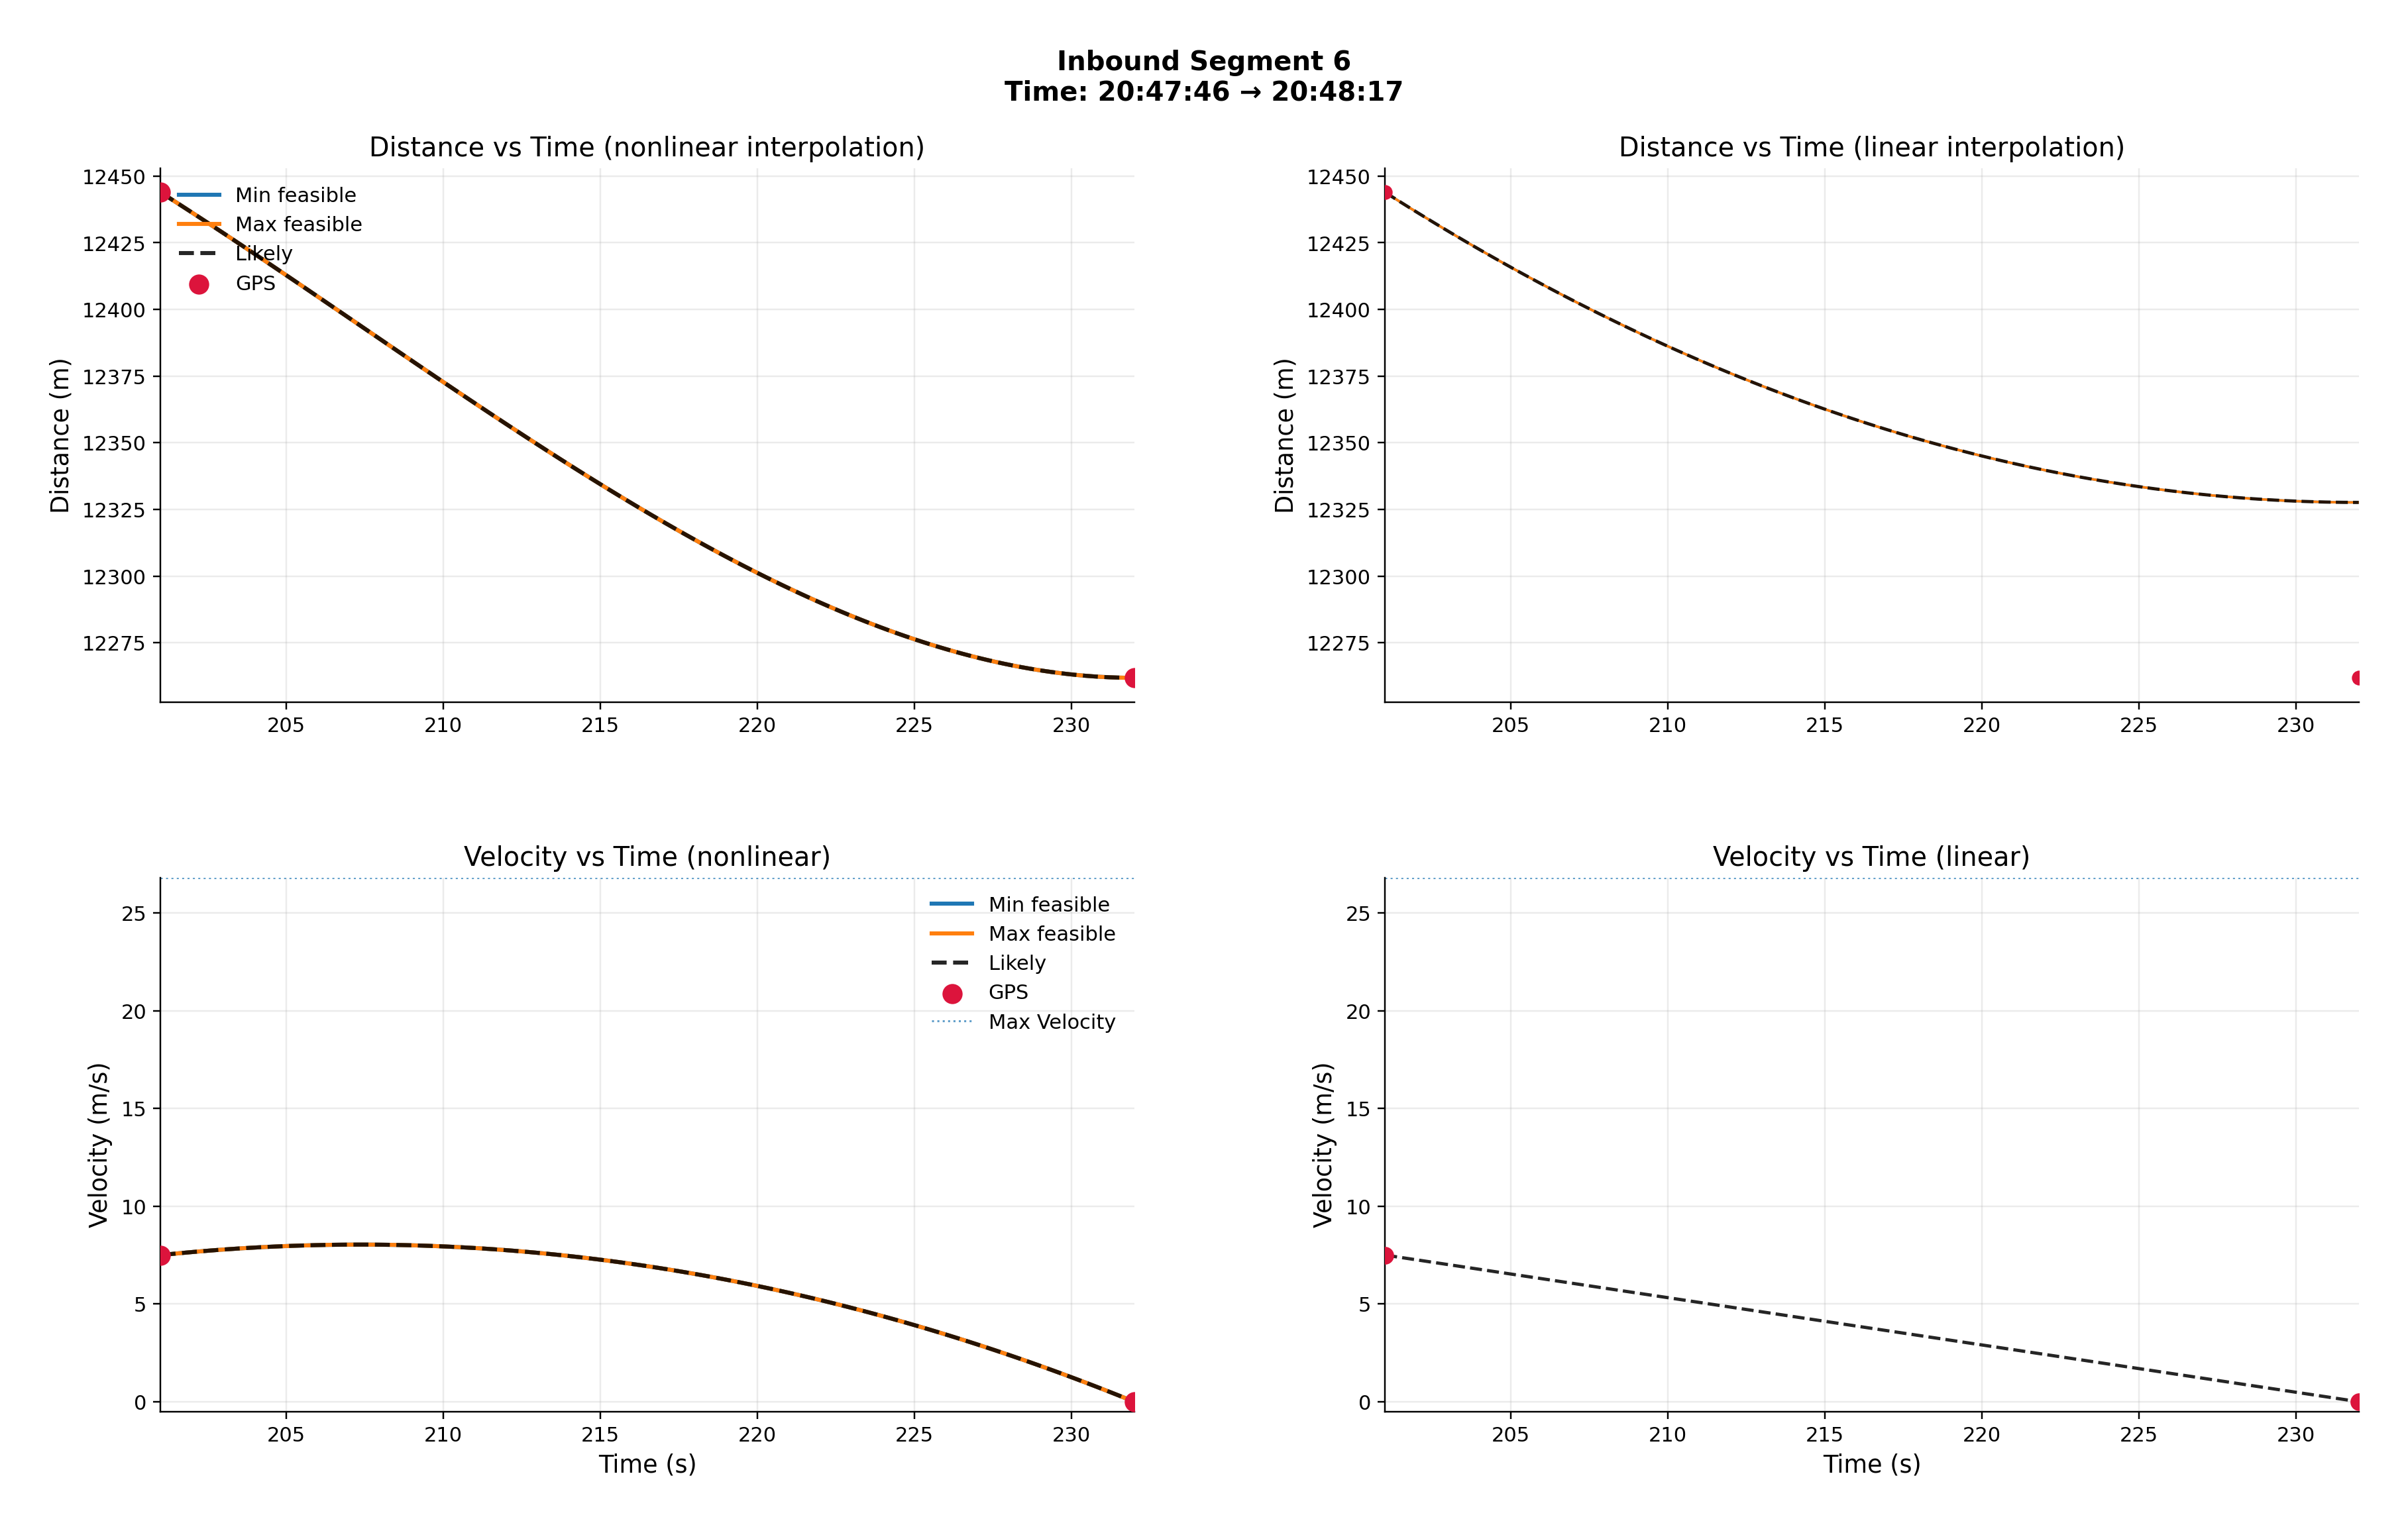 Inbound Segment 6
Time: 20:47:46 → 20:48:17
Distance vs Time (nonlinear interpolation)
Distance (m)
12450
12425
12400
12375
12350
12325
12300
12275
Min feasible
Max feasible
Likely
GPS
205 210 215 220 225 230
Distance vs Time (linear interpolation)
Distance (m)
12450
12425
12400
12375
12350
12325
12300
12275
205 210 215 220 225 230
Velocity vs Time (nonlinear)
Velocity (m/s)
25
20
15
10
5
0
Min feasible
Max feasible
Likely
GPS
Max Velocity
205 210 215 220 225 230
Time (s)
Velocity vs Time (linear)
Velocity (m/s)
25
20
15
10
5
0
205 210 215 220 225 230
Time (s)